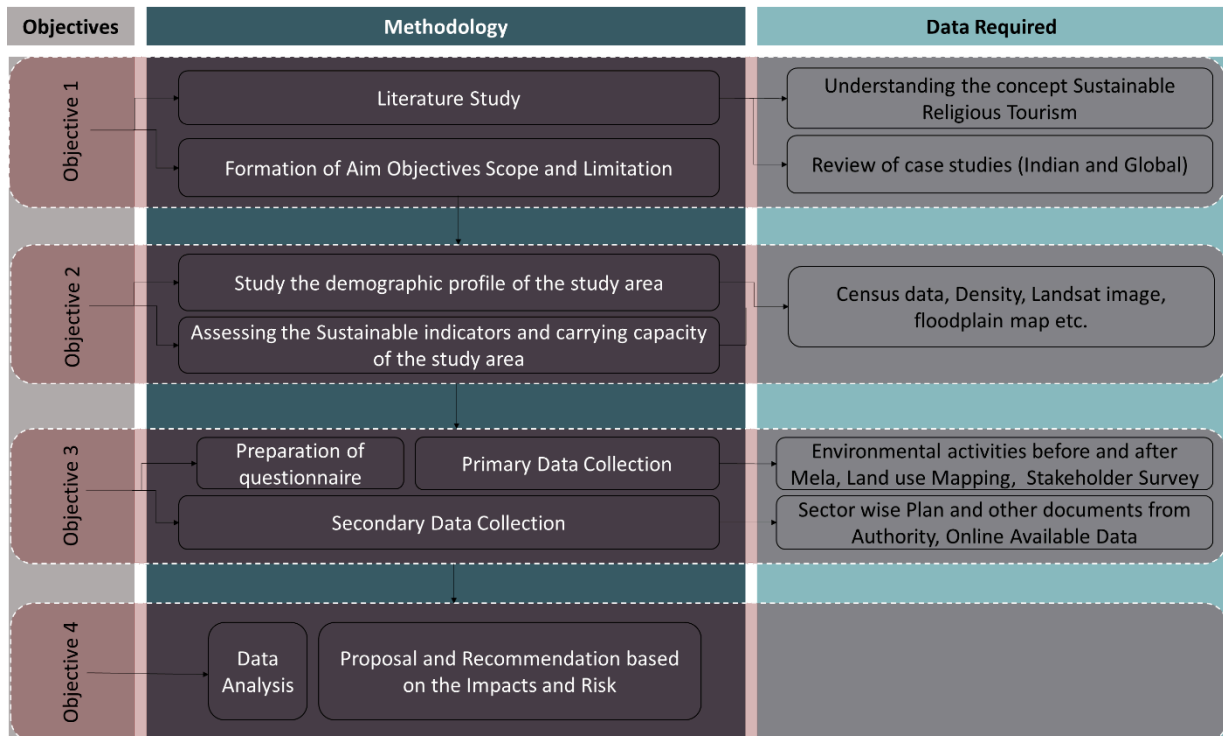 Objectives
Methodology
Data Required
Objective 1
Literature Study
Formation of Aim Objectives Scope and Limitation
Understanding the concept Sustainable
Religious Tourism
Review of case studies (Indian and Global)
Objective 2
Study the demographic profile of the study area
Assessing the Sustainable indicators and carrying capacity
of the study area
Census data, Density, Landsat image,
floodplain map etc.
Objective 3
Preparation of
questionnaire
Primary Data Collection
Secondary Data Collection
Environmental activities before and after
Mela, Land use Mapping, Stakeholder Survey
Sector wise Plan and other documents from
Authority, Online Available Data
Objective 4
Data
Analysis
Proposal and Recommendation based
on the Impacts and Risk